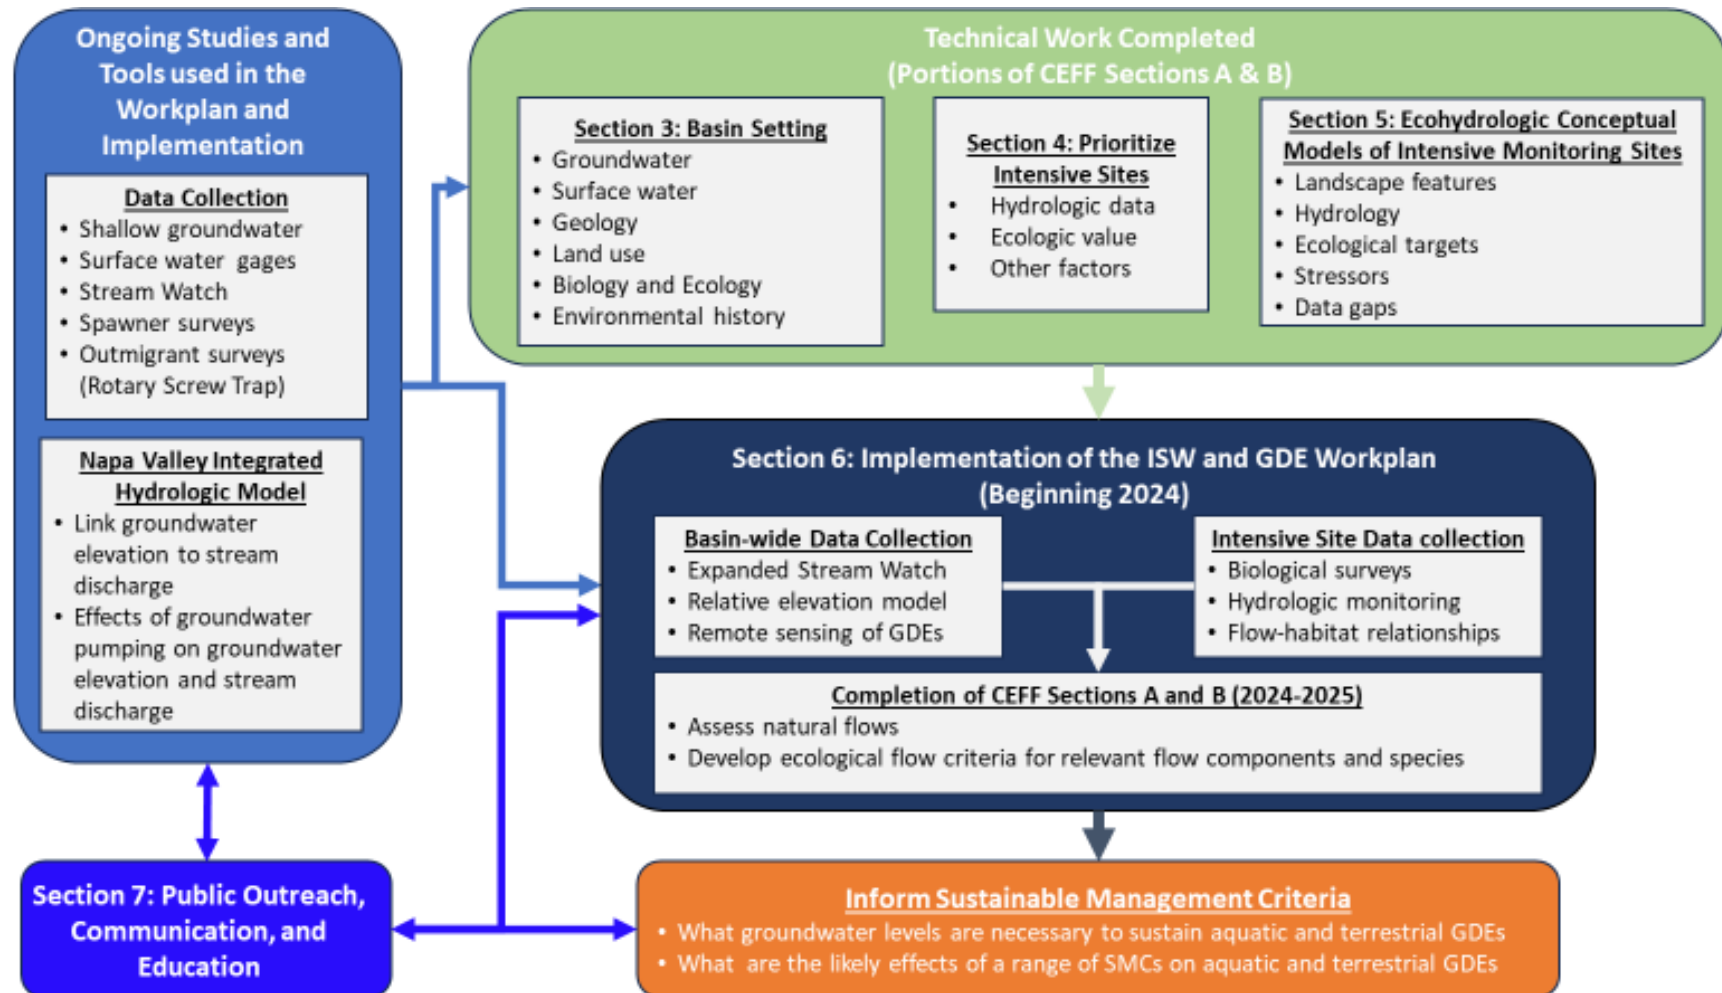 Ongoing Studies and
Tools used in the
Workplan and
Implementation
Data Collection
• Shallow groundwater
• Surface water gages
• Stream Watch
• Spawner surveys
• Outmigrant surveys
(Rotary Screw Trap)
Napa Valley Integrated
Hydrologic Model
• Link groundwater
elevation to stream
discharge
• Effects of groundwater
pumping on groundwater
elevation and stream
discharge
Technical Work Completed
(Portions of CEFF Sections A & B)
Section 3: Basin Setting
• Groundwater
• Surface water
• Geology
• Land use
• Biology and Ecology
• Environmental history
Section 4: Prioritize
Intensive Sites
• Hydrologic data
• Ecologic value
• Other factors
Section 5: Ecohydrologic Conceptual
Models of Intensive Monitoring Sites
• Landscape features
• Hydrology
• Ecological targets
• Stressors
• Data gaps
Section 6: Implementation of the ISW and GDE Workplan
(Beginning 2024)
Basin-wide Data Collection
• Expanded Stream Watch
• Relative elevation model
• Remote sensing of GDEs
Intensive Site Data collection
• Biological surveys
• Hydrologic monitoring
• Flow-habitat relationships
Completion of CEFF Sections A and B (2024-2025)
• Assess natural flows
• Develop ecological flow criteria for relevant flow components and species
Section 7: Public Outreach,
Communication, and
Education
Inform Sustainable Management Criteria
• What groundwater levels are necessary to sustain aquatic and terrestrial GDEs
• What are the likely effects of a range of SMCs on aquatic and terrestrial GDEs